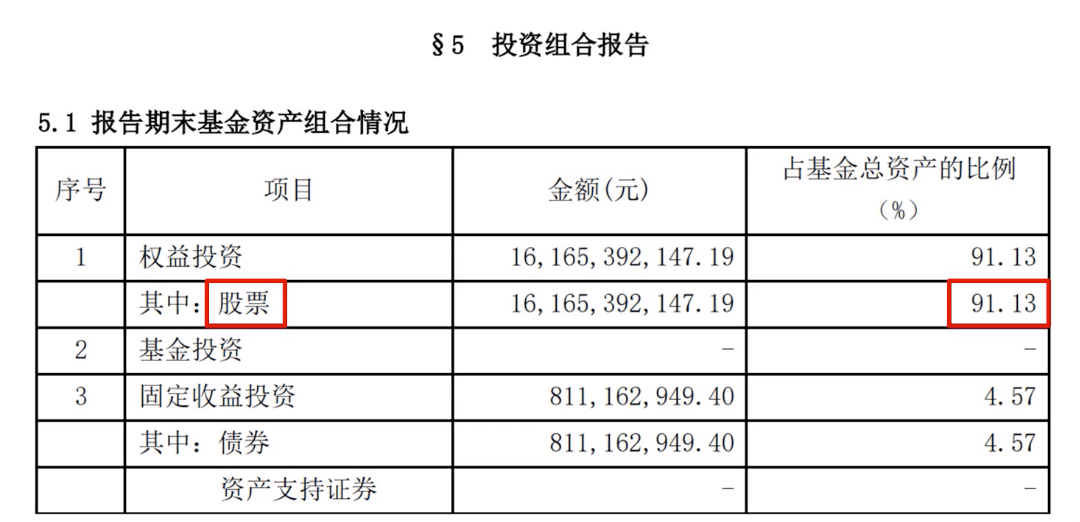 §5 投资组合报告
5.1 报告期末基金资产组合情况
序号 项目 金额(元) 占基金总资产的比例(%)
1 权益投资 16,165,392,147.19 91.13
其中：股票 16,165,392,147.19 91.13
2 基金投资 - -
3 固定收益投资 811,162,949.40 4.57
其中：债券 811,162,949.40 4.57
资产支持证券 - -